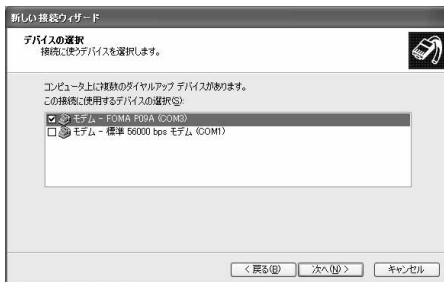 新しい接続ウィザード
デバイスの選択
接続に使うデバイスを選択します。
コンピュータ上に複数のダイヤルアップ デバイスがあります。
この接続に使用するデバイスの選択(S):
モデム - FOMA P09A (COM3)
モデム - 標準 56000 bps モデム (COM1)
< 戻る(B)
次へ(N) >
キャンセル